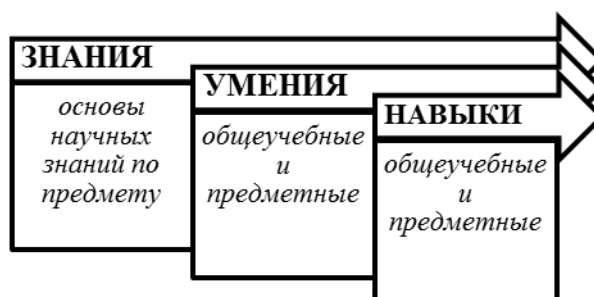 ЗНАНИЯ
основы
научных
знаний по
предмету
УМЕНИЯ
общеучебные
и
предметные
НАВЫКИ
общеучебные
и
предметные